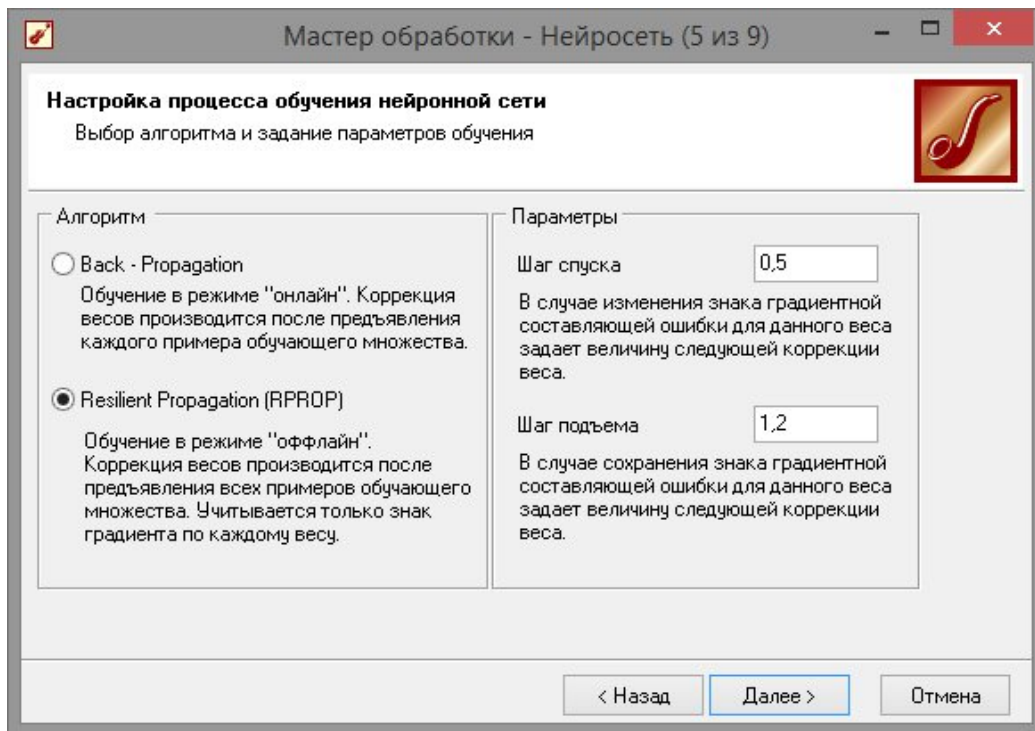 Мастер обработки - Нейросеть (5 из 9)
Настройка процесса обучения нейронной сети
Выбор алгоритма и задание параметров обучения
Алгоритм
Back - Propagation
Обучение в режиме "онлайн". Коррекция
весов производится после предъявления
каждого примера обучающего множества.
Resilient Propagation (RPROP)
Обучение в режиме "оффлайн".
Коррекция весов производится после
предъявления всех примеров обучающего
множества. Учитывается только знак
градиента по каждому весу.
Параметры
Шаг спуска 0,5
В случае изменения знака градиентной
составляющей ошибки для данного веса
задает величину следующей коррекции
веса.
Шаг подъема 1,2
В случае сохранения знака градиентной
составляющей ошибки для данного веса
задает величину следующей коррекции
веса.
< Назад Далее > Отмена